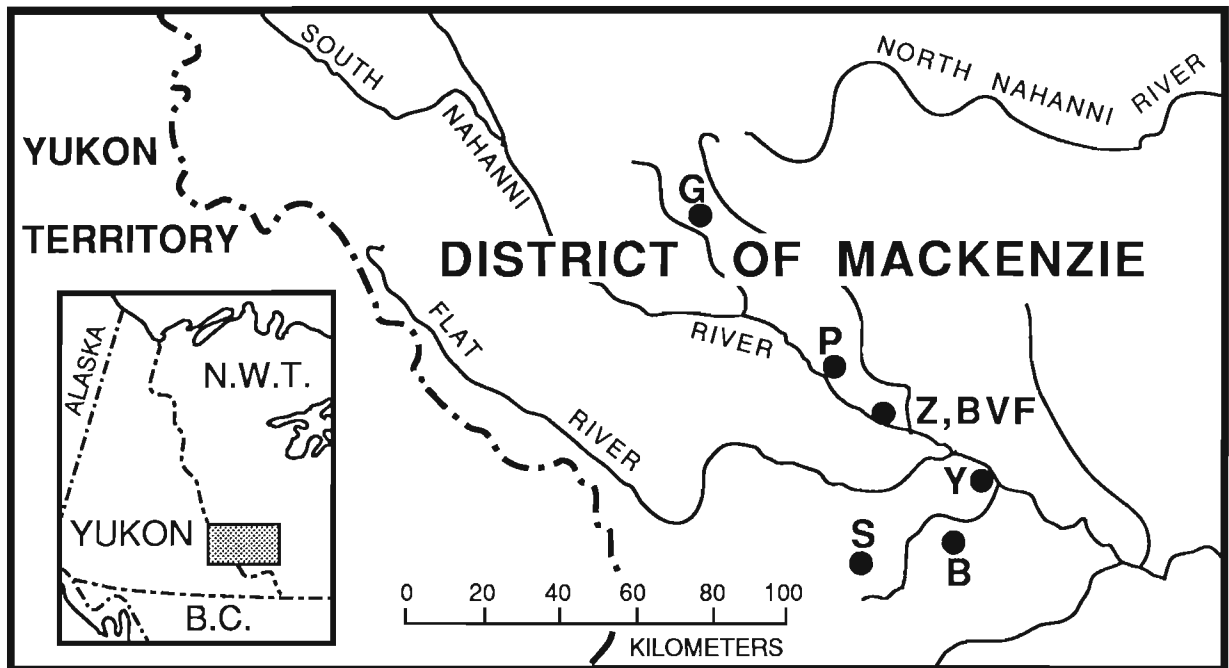 SOUTH
NAHANNI
RIVER
NORTH NAHANNI RIVER
YUKON
TERRITORY
G
DISTRICT OF MACKENZIE
FLAT
RIVER
P
Z,BVF
Y
S
B
ALASKA
N.W.T.
YUKON
B.C.
0 20 40 60 80 100
KILOMETERS